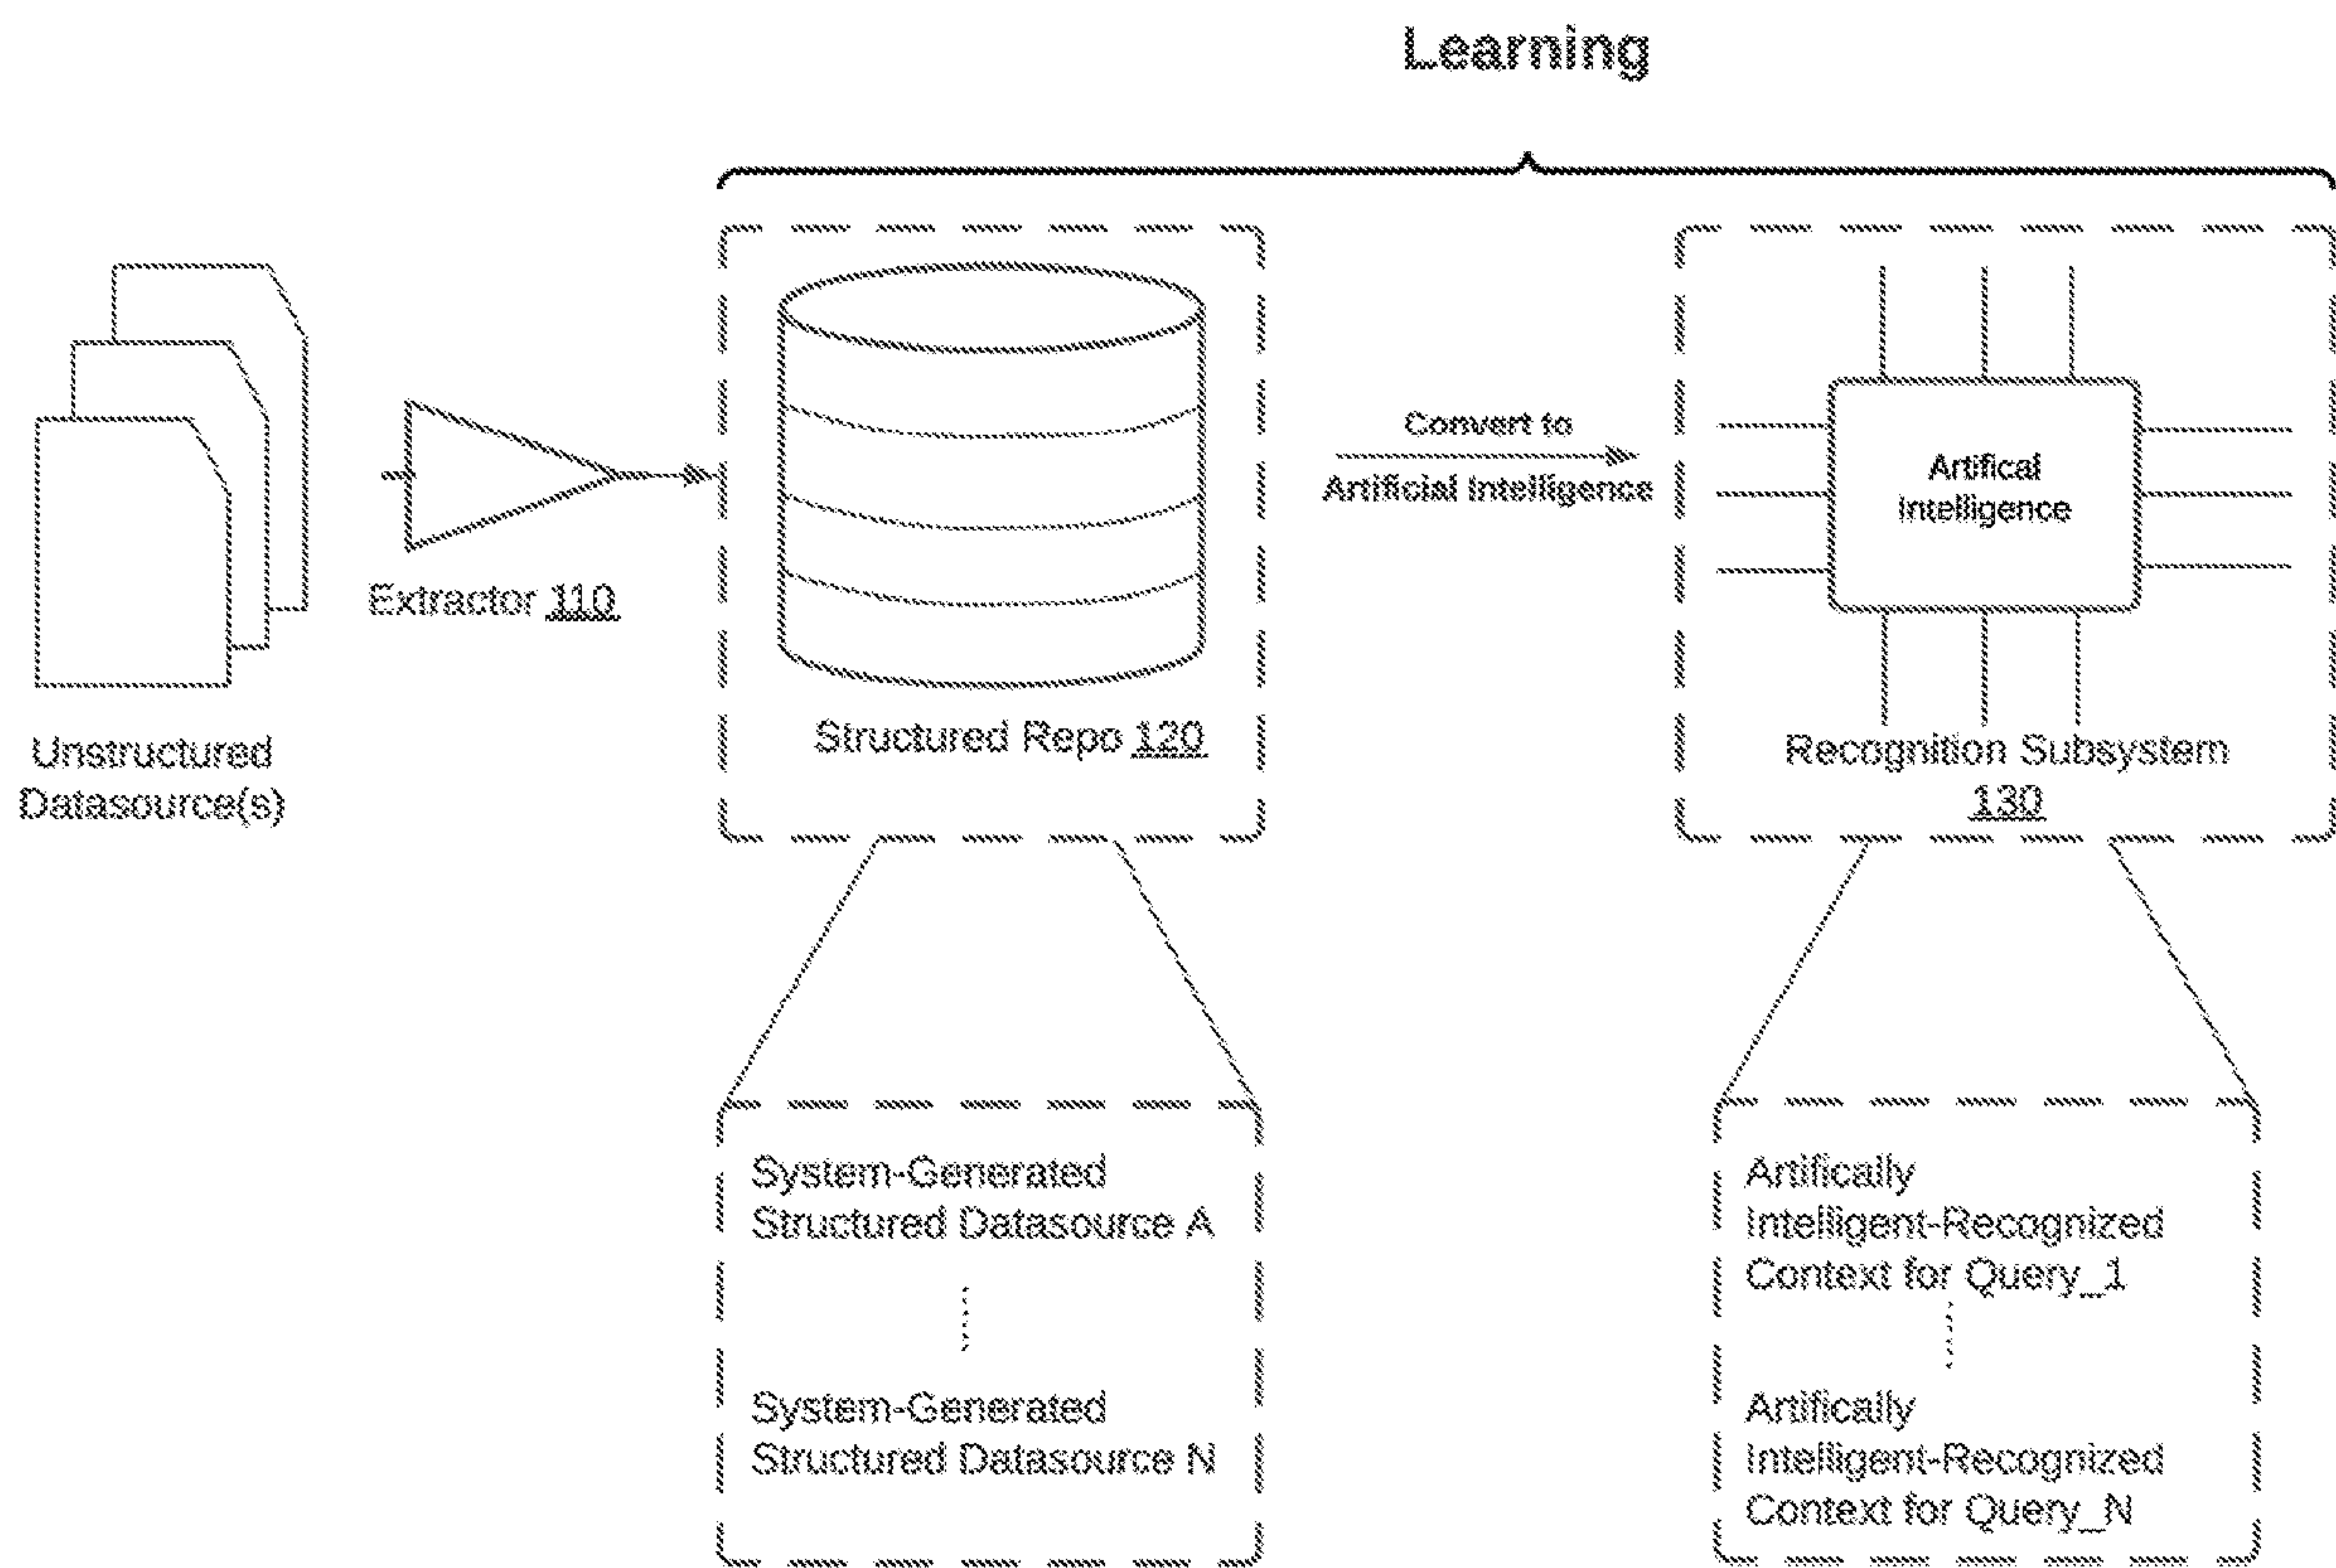 Learning
Convert to
Artificial Intelligence
Artifical
Intelligence
Extractor 110
Structured Repo 120
Recognition Subsystem
130
Unstructured
Datasource(s)
System-Generated
Structured Datasource A
System-Generated
Structured Datasource N
Artifically
Intelligent-Recognized
Context for Query_1
Artifically
Intelligent-Recognized
Context for Query_N